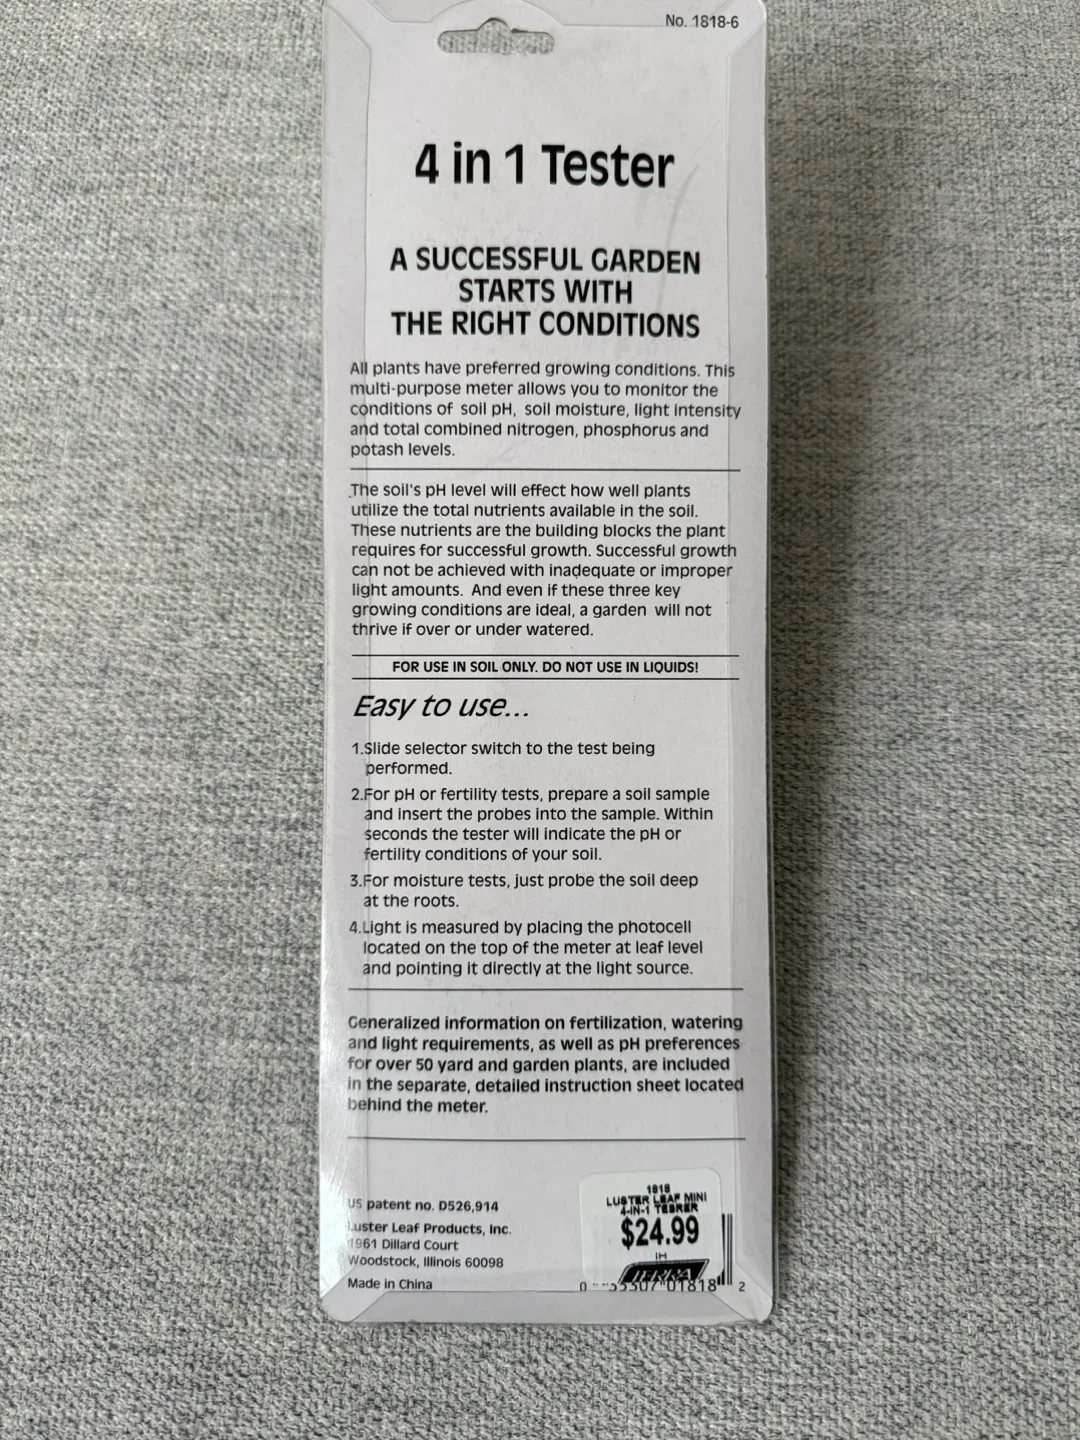 No. 1818-6
4 in 1 Tester
A SUCCESSFUL GARDEN
STARTS WITH
THE RIGHT CONDITIONS
All plants have preferred growing conditions. This
multi-purpose meter allows you to monitor the
conditions of soil pH, soil moisture, light intensity
and total combined nitrogen, phosphorus and
potash levels.
The soil's pH level will effect how well plants
utilize the total nutrients available in the soil.
These nutrients are the building blocks the plant
requires for successful growth. Successful growth
can not be achieved with inadequate or improper
light amounts. And even if these three key
growing conditions are ideal, a garden will not
thrive if over or under watered.
FOR USE IN SOIL ONLY. DO NOT USE IN LIQUIDS!
Easy to use...
1.Slide selector switch to the test being
performed.
2.For pH or fertility tests, prepare a soil sample
and insert the probes into the sample. Within
seconds the tester will indicate the pH or
fertility conditions of your soil.
3.For moisture tests, just probe the soil deep
at the roots.
4.Light is measured by placing the photocell
located on the top of the meter at leaf level
and pointing it directly at the light source.
Generalized information on fertilization, watering
and light requirements, as well as pH preferences
for over 50 yard and garden plants, are included
in the separate, detailed instruction sheet located
behind the meter.
US patent no. D526,914
Luster Leaf Products, Inc.
1961 Dillard Court
Woodstock, Illinois 60098
Made in China
1818
LUSTER LEAF MINI
4-IN-1
$24.99
IH
TERRA
0 01818 2